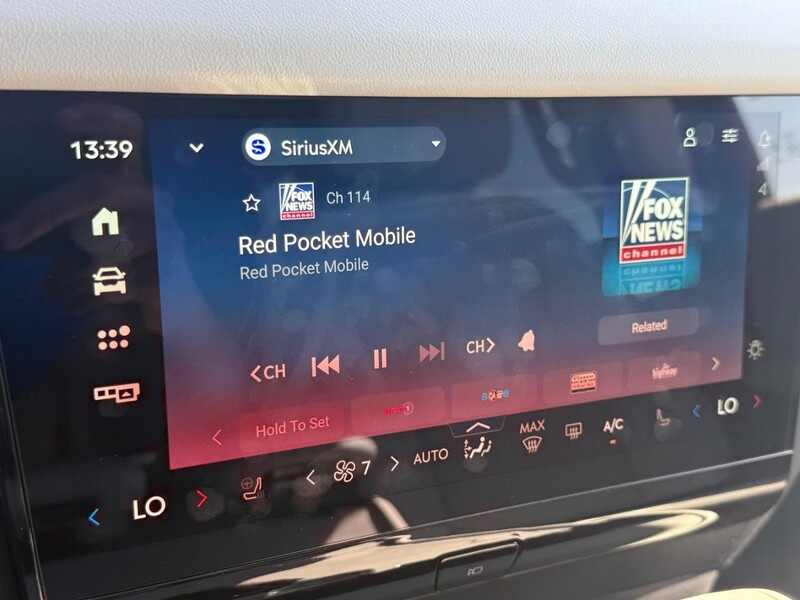 13:39
SiriusXM
FOX
NEWS
channel
Ch 114
Red Pocket Mobile
Red Pocket Mobile
FOX
NEWS
channel
Related
CH
CH
Hold To Set
highway
LO
7
AUTO
MAX
A/C
LO